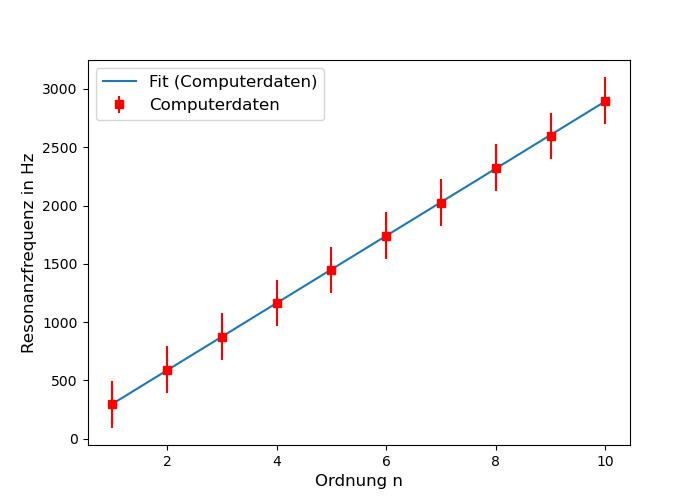 Fit (Computerdaten)
Computerdaten
Resonanzfrequenz in Hz
3000
2500
2000
1500
1000
500
0
2 4 6 8 10
Ordnung n